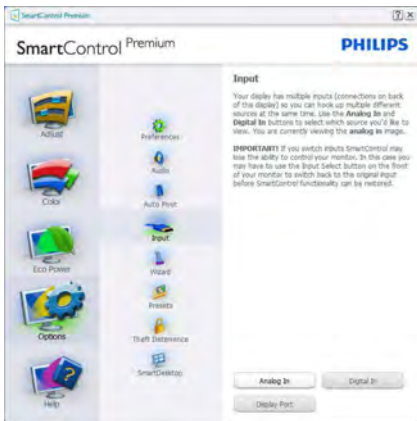 SmartControl Premium
SmartControl Premium
PHILIPS
Adjust
Color
Eco Power
Options
Help
Preferences
Audio
Auto Pivot
Input
Wizard
Presets
Theft Deterrence
SmartDesktop
Input
Your display has multiple inputs (connections on back
of the display) so you can hook up multiple different
sources at the same time. Use the Analog In and
Digital In buttons to select which source you'd like to
view. You are currently viewing the analog in image.
IMPORTANT! If you switch inputs SmartControl may
lose the ability to control your monitor. In this case you
may have to use the Input Select button on the front
of your monitor to switch back to the original input
before SmartControl functionality can be restored.
Analog In
Digital In
Display Port